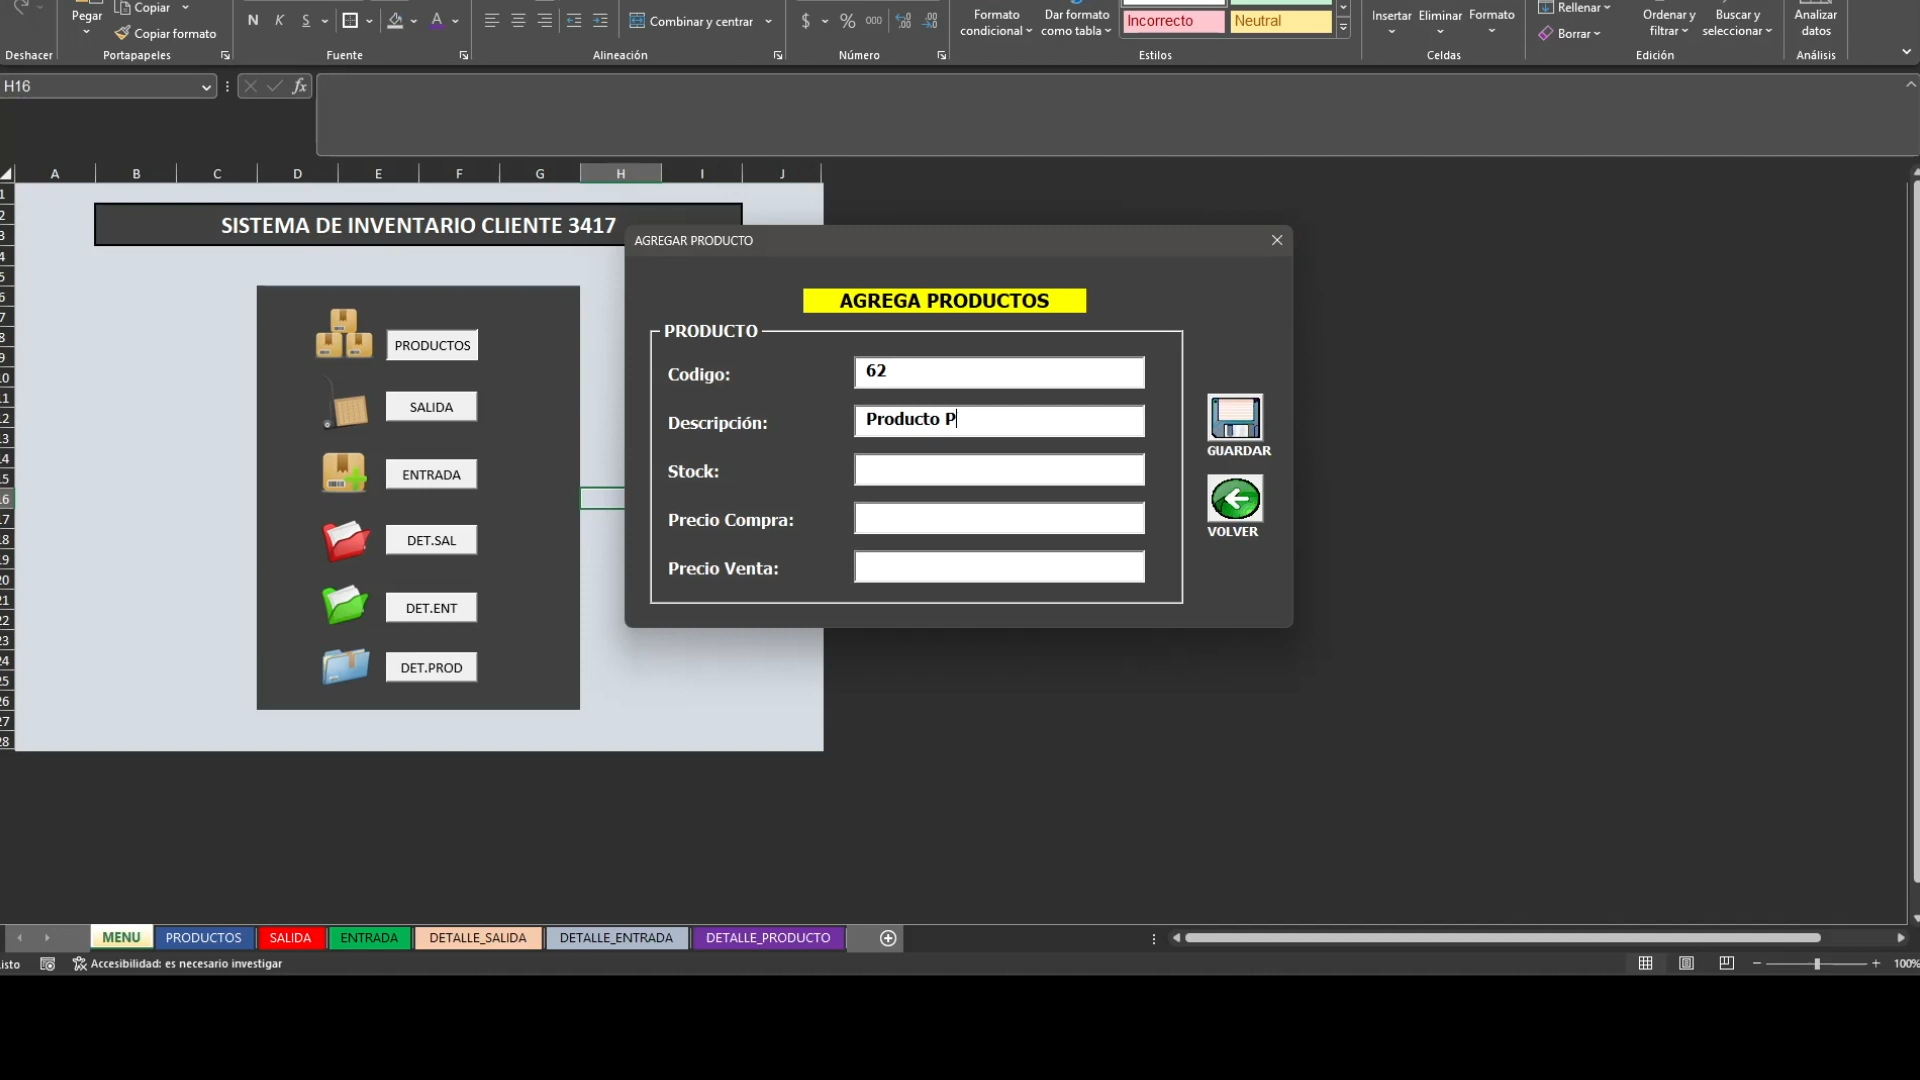 Pegar
Copiar
Copiar formato
Deshacer
Portapapeles
N K S
A
Fuente
Combinar y centrar
Alineación
$ % 000
Número
Formato condicional
Dar formato como tabla
Incorrecto
Neutral
Estilos
Insertar
Eliminar
Formato
Celdas
Rellenar
Borrar
Ordenar y filtrar
Buscar y seleccionar
Edición
Analizar datos
Análisis
H16
fx
A B C D E F G H I J
SISTEMA DE INVENTARIO CLIENTE 3417
PRODUCTOS
SALIDA
ENTRADA
DET.SAL
DET.ENT
DET.PROD
AGREGAR PRODUCTO
AGREGA PRODUCTOS
PRODUCTO
Codigo: 62
Descripción: Producto P
Stock:
Precio Compra:
Precio Venta:
GUARDAR
VOLVER
MENU PRODUCTOS SALIDA ENTRADA DETALLE_SALIDA DETALLE_ENTRADA DETALLE_PRODUCTO
Accesibilidad: es necesario investigar
100%